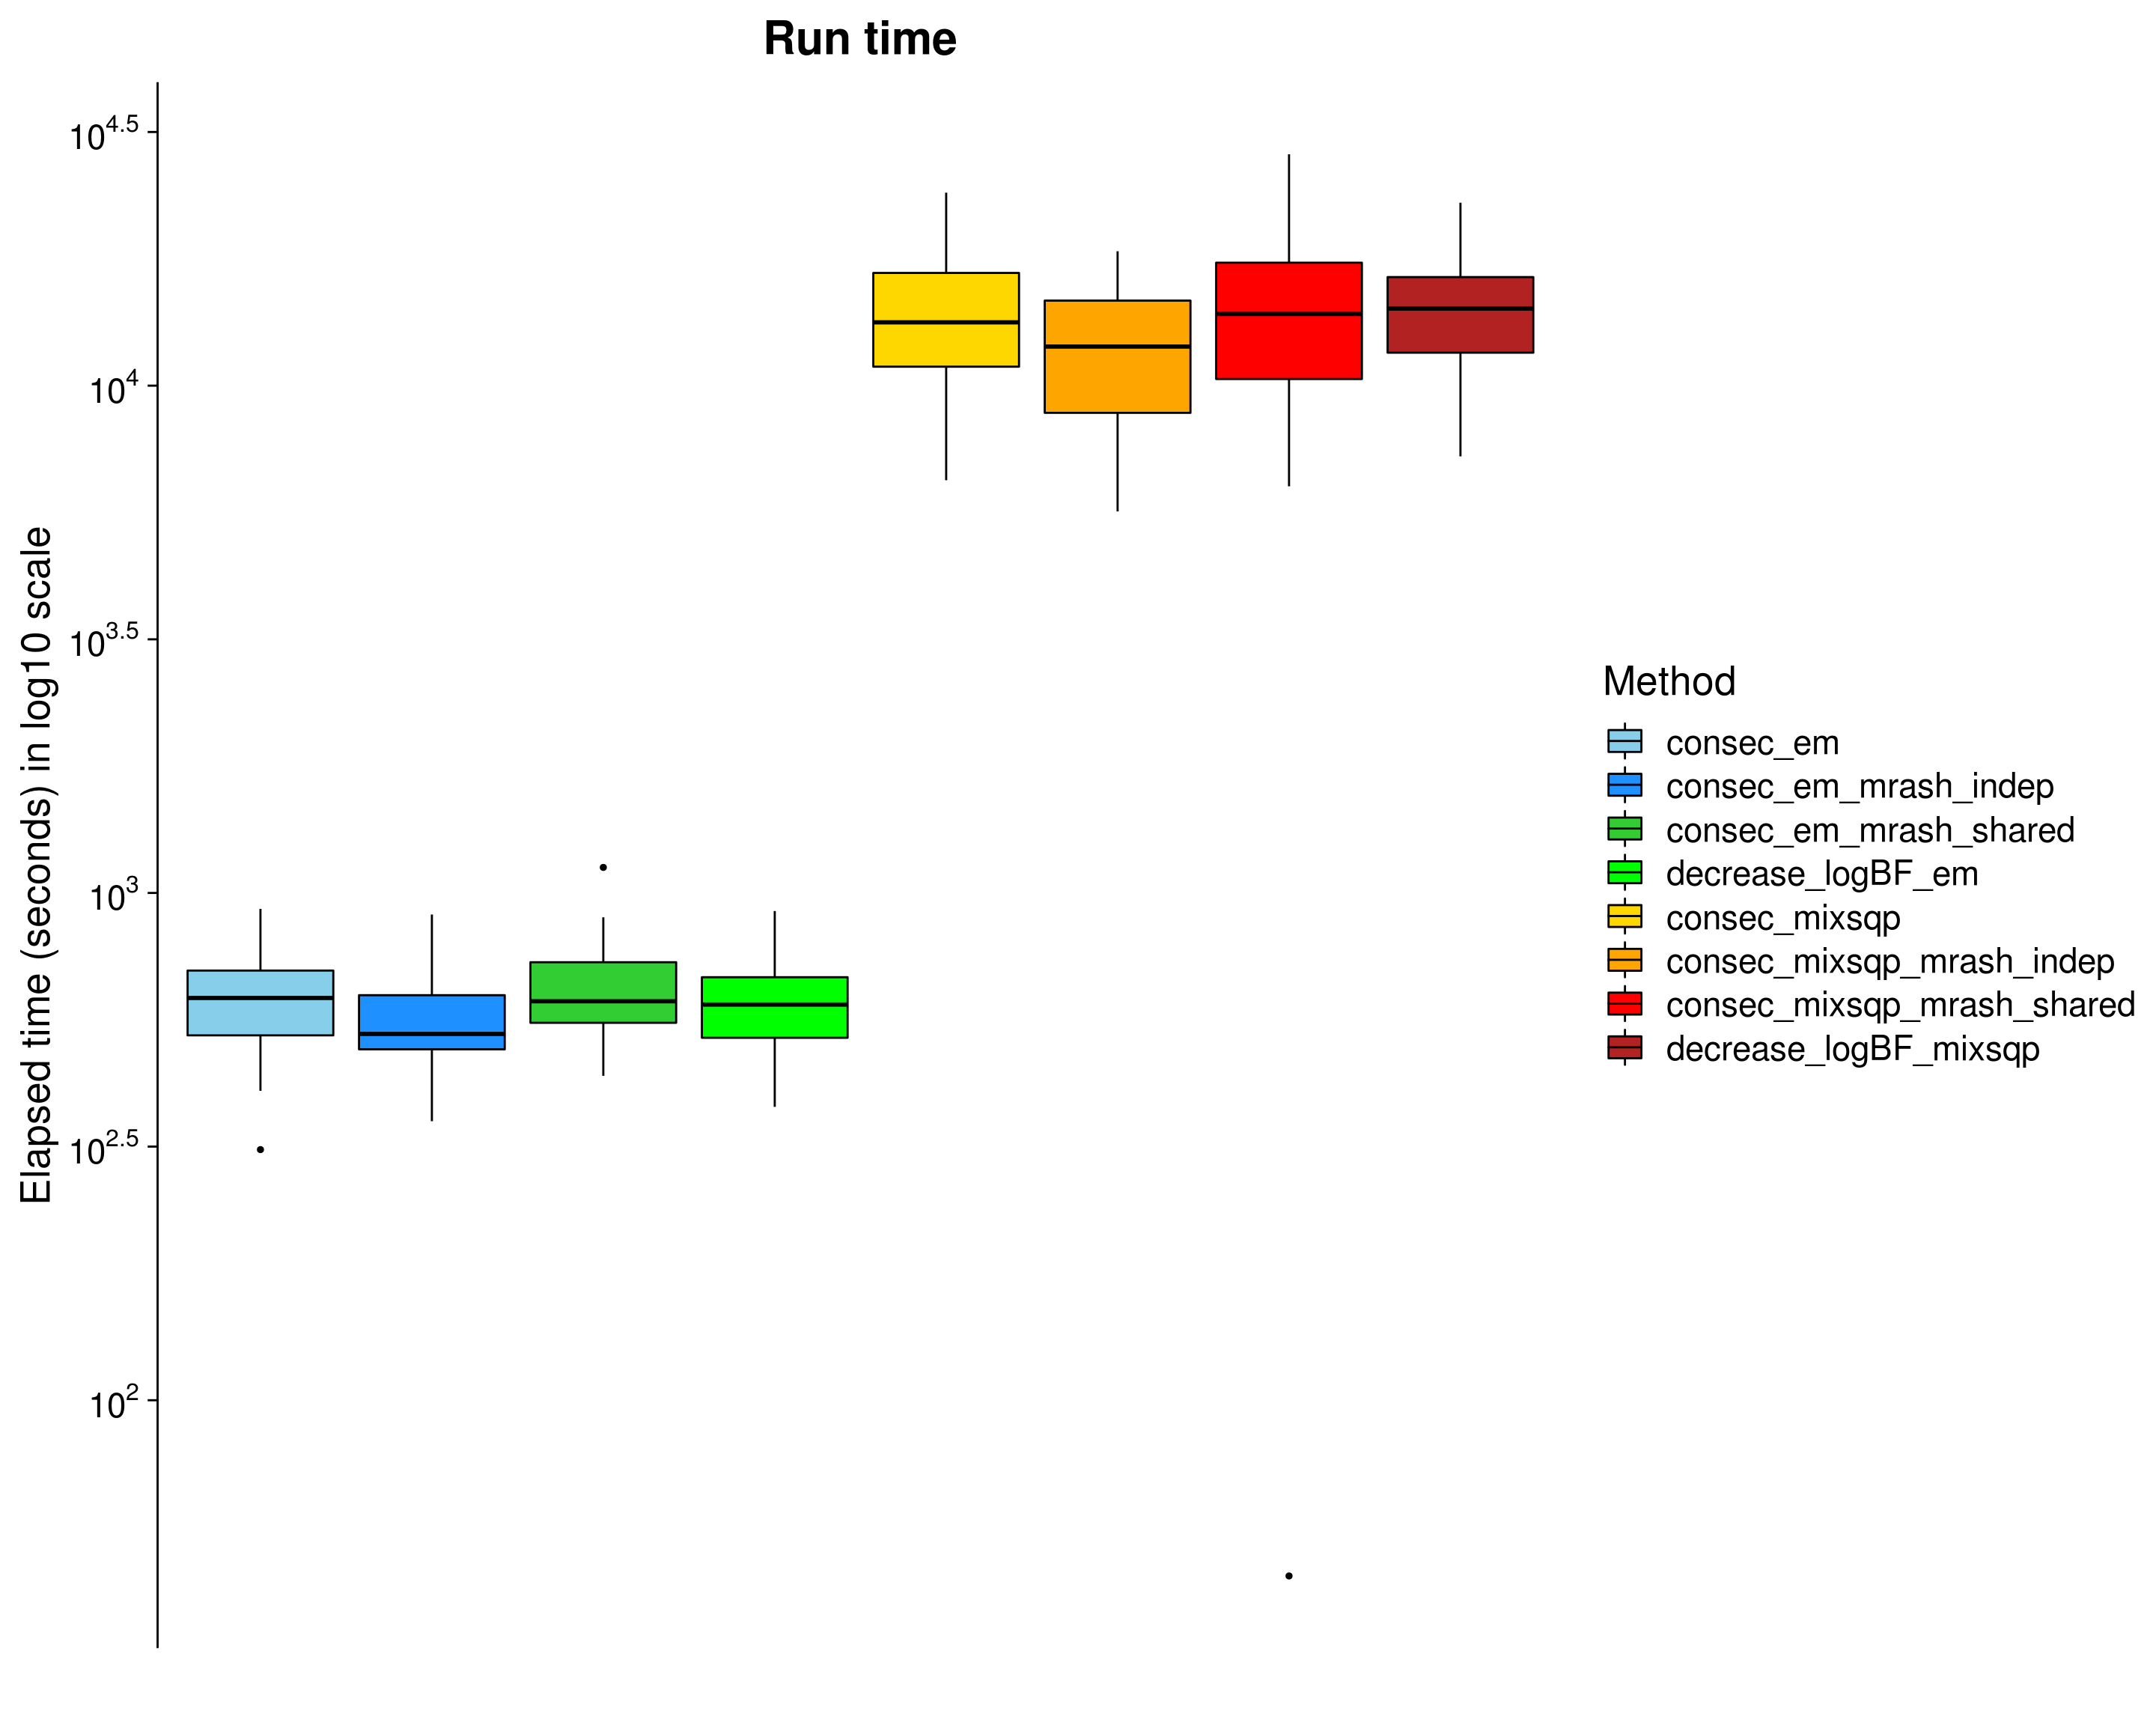 Run time
Elapsed time (seconds) in log10 scale
10^4.5
10^4
10^3.5
10^3
10^2.5
10^2
Method
consec_em
consec_em_mrash_indep
consec_em_mrash_shared
decrease_logBF_em
consec_mixsqp
consec_mixsqp_mrash_indep
consec_mixsqp_mrash_shared
decrease_logBF_mixsqp